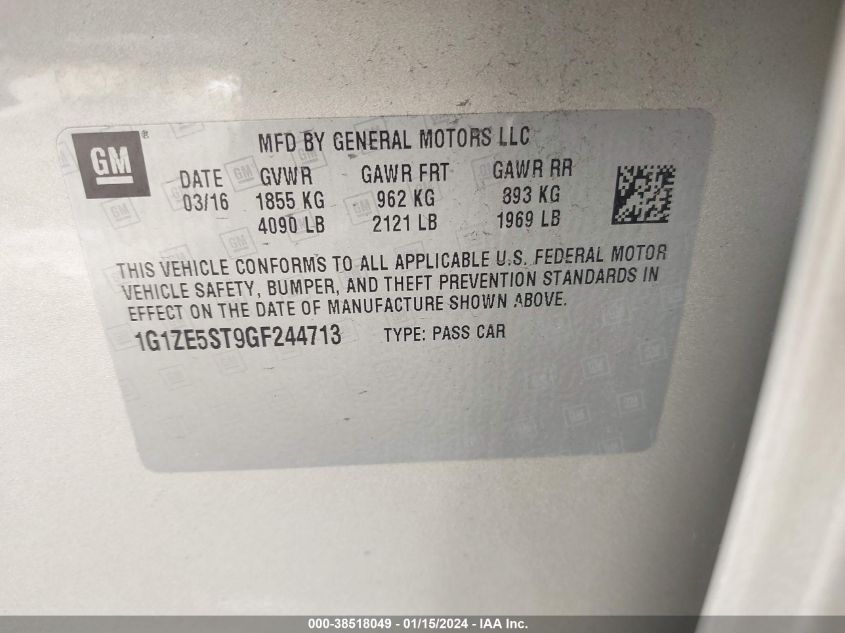 GM ®
MFD BY GENERAL MOTORS LLC
DATE GVWR GAWR FRT GAWR RR
03/16 1855 KG 962 KG 893 KG
4090 LB 2121 LB 1969 LB
THIS VEHICLE CONFORMS TO ALL APPLICABLE U.S. FEDERAL MOTOR
VEHICLE SAFETY, BUMPER, AND THEFT PREVENTION STANDARDS IN
EFFECT ON THE DATE OF MANUFACTURE SHOWN ABOVE.
1G1ZE5ST9GF244713 TYPE: PASS CAR
000-38518049 - 01/15/2024 - IAA Inc.